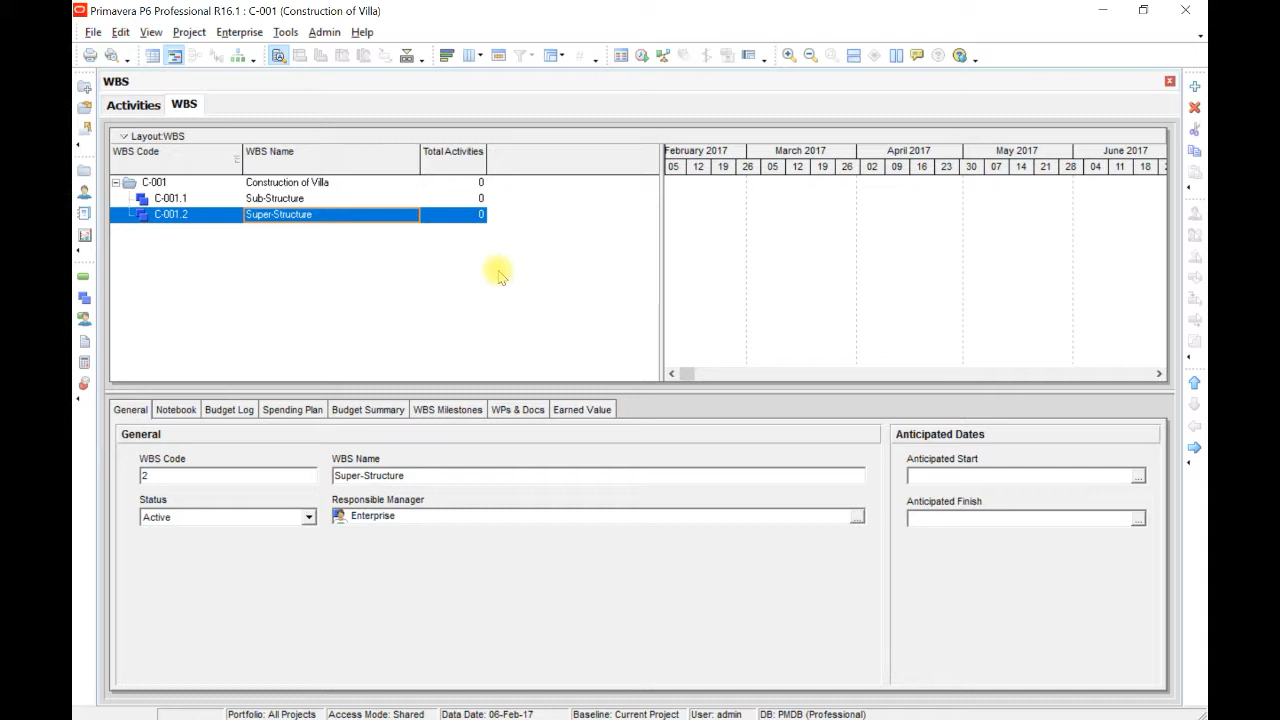 Primavera P6 Professional R16.1 : C-001 (Construction of Villa)
File Edit View Project Enterprise Tools Admin Help
WBS
Activities WBS
Layout:WBS
WBS Code WBS Name Total Activities
February 2017 March 2017 April 2017 May 2017 June 2017
05 12 19 26 05 12 19 26 02 09 16 23 30 07 14 21 28 04 11 18
C-001 Construction of Villa 0
C-001.1 Sub-Structure 0
C-001.2 Super-Structure 0
General Notebook Budget Log Spending Plan Budget Summary WBS Milestones WPs & Docs Earned Value
General
Anticipated Dates
WBS Code WBS Name Anticipated Start
2 Super-Structure
Status Responsible Manager Anticipated Finish
Active Enterprise
Portfolio: All Projects Access Mode: Shared Data Date: 06-Feb-17 Baseline: Current Project User: admin DB: PMDB (Professional)